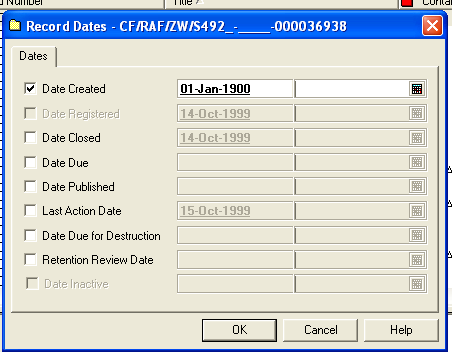 Number
Title /
Contai
Record Dates - CF/RAF/ZW/S492_-____-000036938
Dates
Date Created 01-Jan-1900
Date Registered 14-Oct-1999
Date Closed 14-Oct-1999
Date Due
Date Published
Last Action Date 15-Oct-1999
Date Due for Destruction
Retention Review Date
Date Inactive
OK Cancel Help